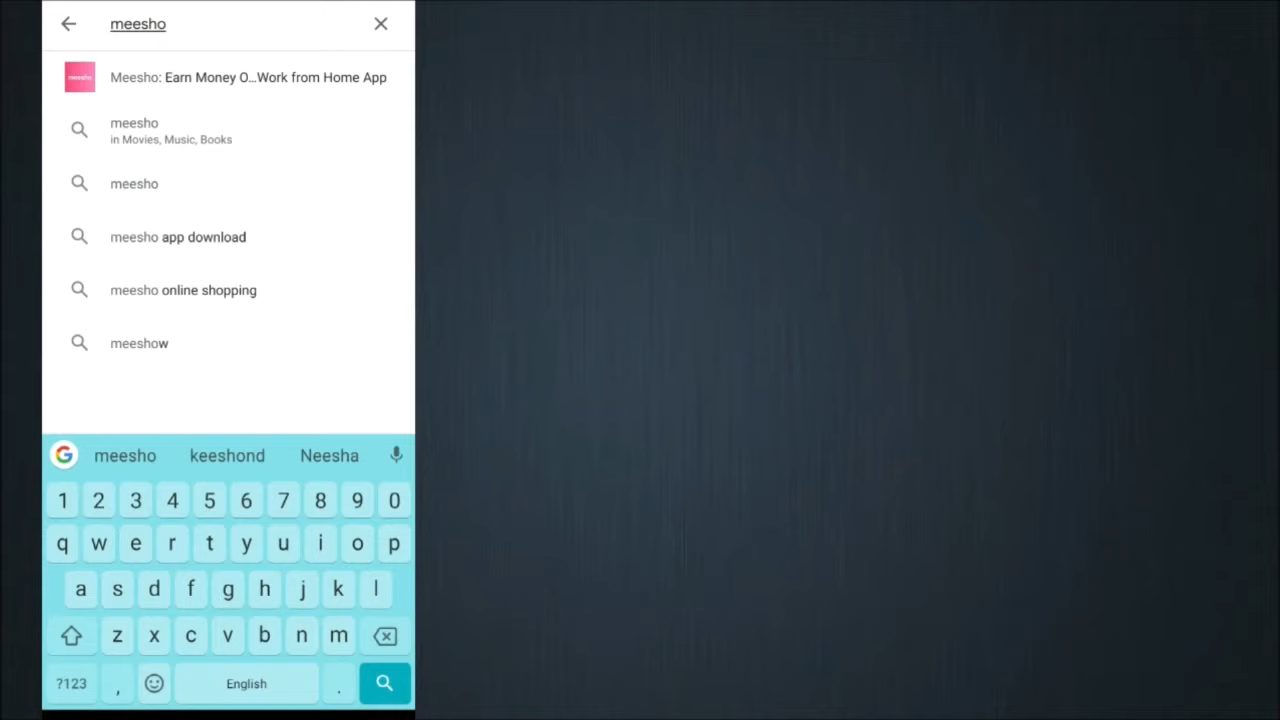 meesho
meesho
Meesho: Earn Money O...Work from Home App
meesho
in Movies, Music, Books
meesho
meesho app download
meesho online shopping
meeshow
meesho keeshond Neesha
1 2 3 4 5 6 7 8 9 0
q w e r t y u i o p
a s d f g h j k l
z x c v b n m
?123 , English .